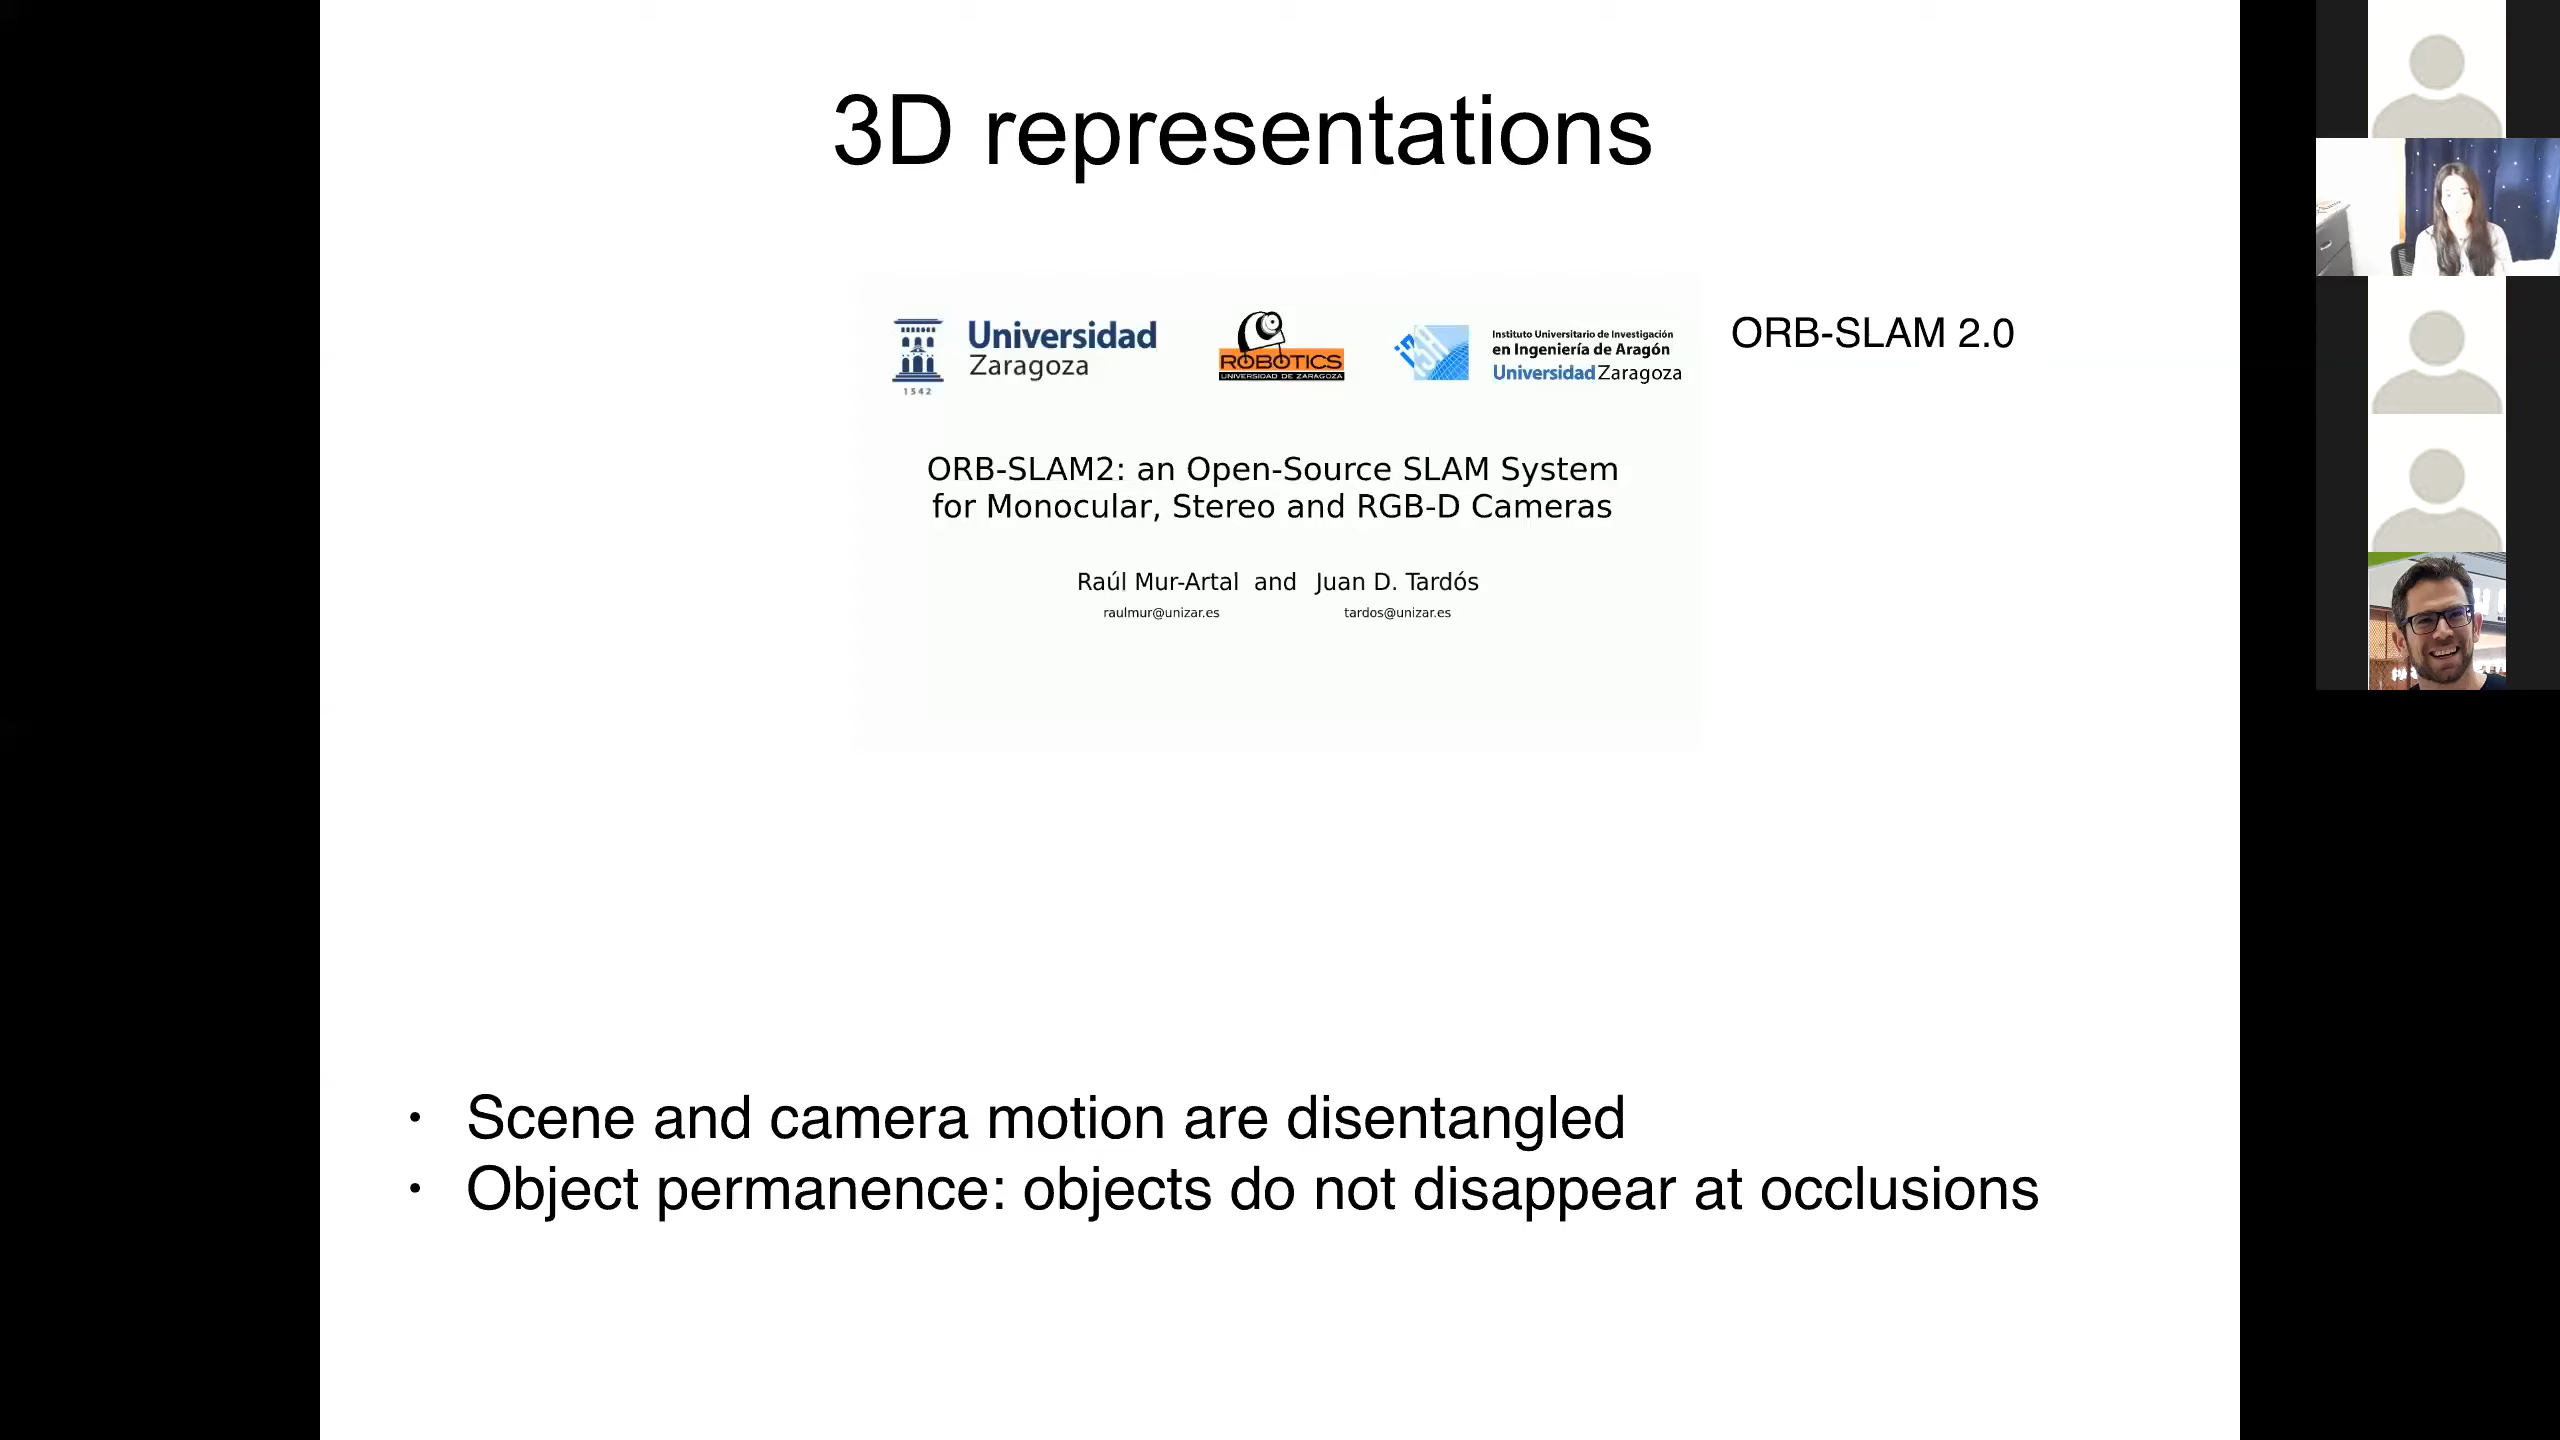 3D representations
Universidad
Zaragoza
1542
ROBOTICS
UNIVERSIDAD DE ZARAGOZA
Instituto Universitario de Investigación
en Ingeniería de Aragón
Universidad Zaragoza
ORB-SLAM 2.0
ORB-SLAM2: an Open-Source SLAM System
for Monocular, Stereo and RGB-D Cameras
Raúl Mur-Artal and Juan D. Tardós
raulmur@unizar.es tardos@unizar.es
• Scene and camera motion are disentangled
• Object permanence: objects do not disappear at occlusions